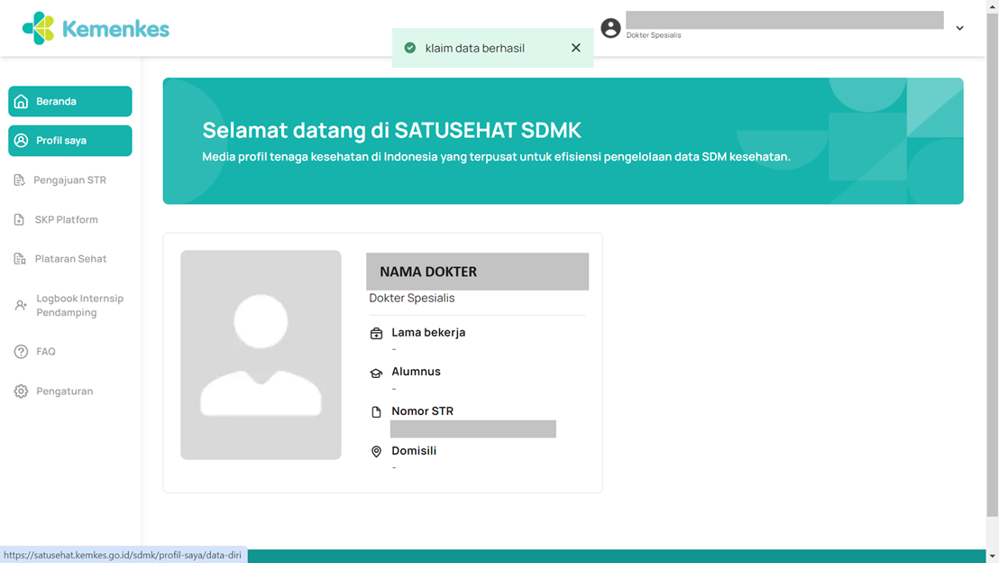 Kemenkes
klaim data berhasil
Dokter Spesialis
Beranda
Profil saya
Pengajuan STR
SKP Platform
Plataran Sehat
Logbook Internsip
Pendamping
FAQ
Pengaturan
Selamat datang di SATUSEHAT SDMK
Media profil tenaga kesehatan di Indonesia yang terpusat untuk efisiensi pengelolaan data SDM kesehatan.
NAMA DOKTER
Dokter Spesialis
Lama bekerja
-
Alumnus
-
Nomor STR
Domisili
-
https://satusehat.kemkes.go.id/sdmk/profil-saya/data-diri